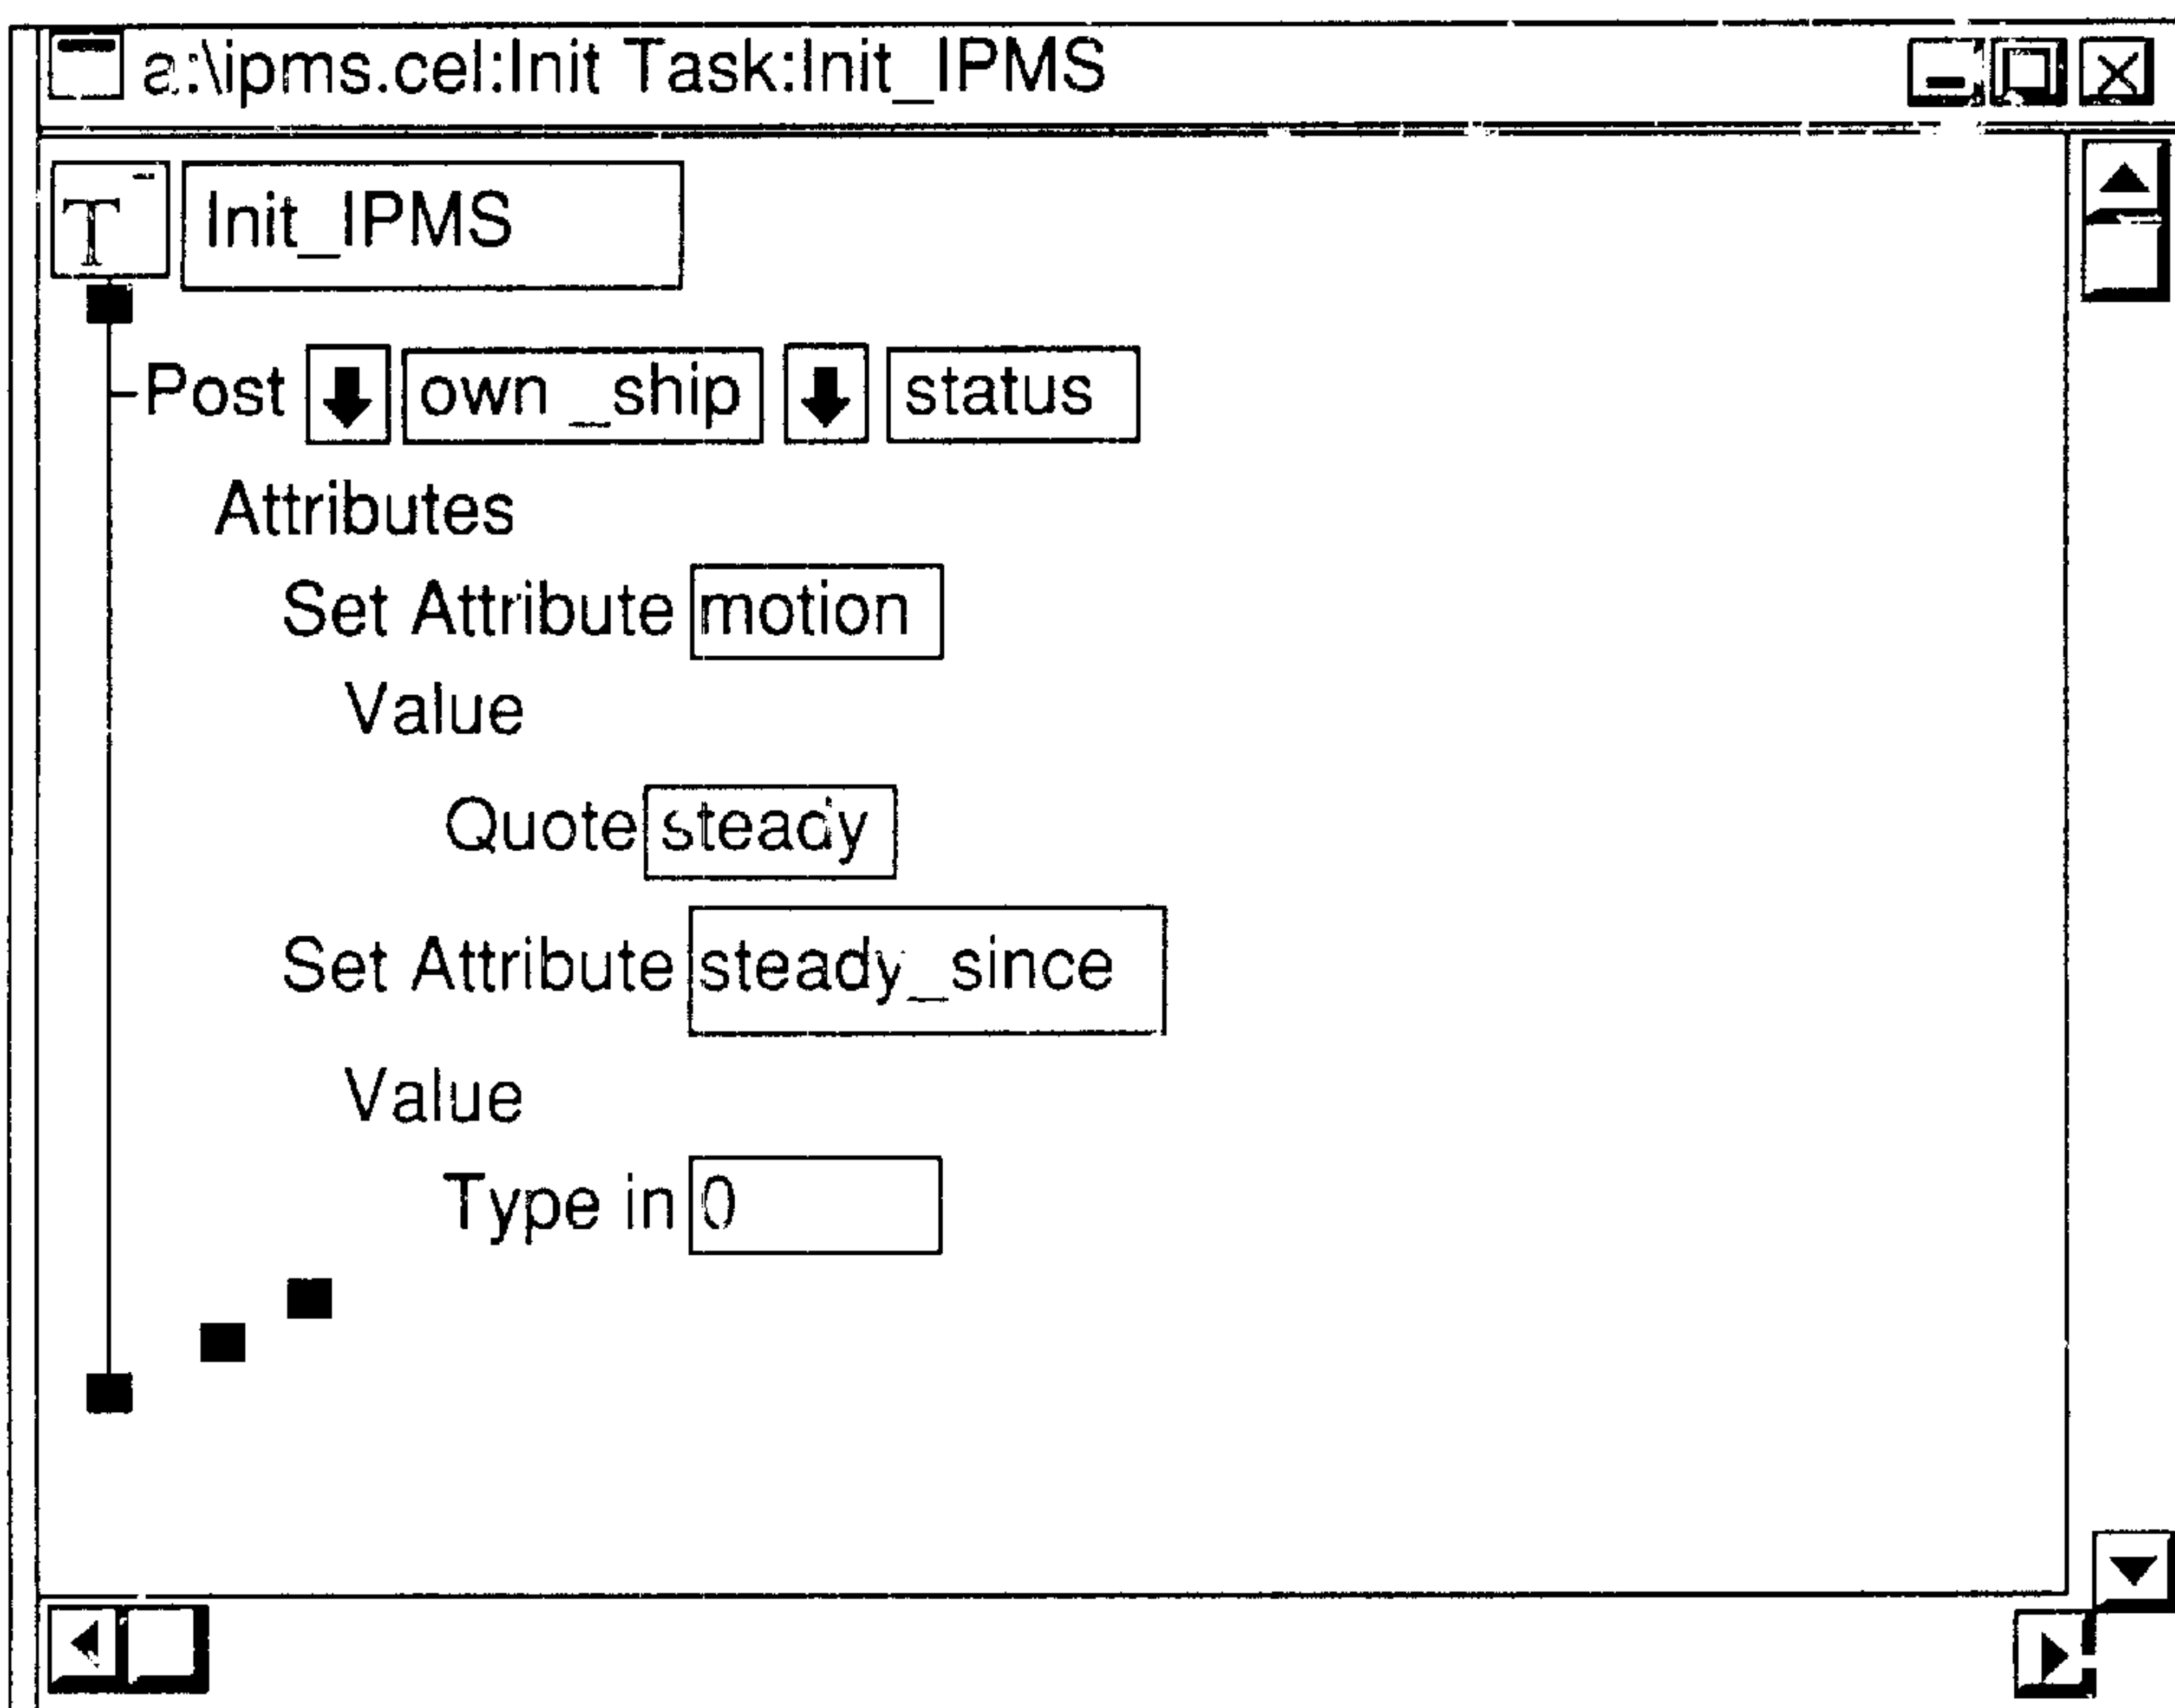 a:\ipms.cel:Init Task:Init_IPMS
T Init_IPMS
Post own _ship status
Attributes
Set Attribute motion
Value
Quote steady
Set Attribute steady_since
Value
Type in 0